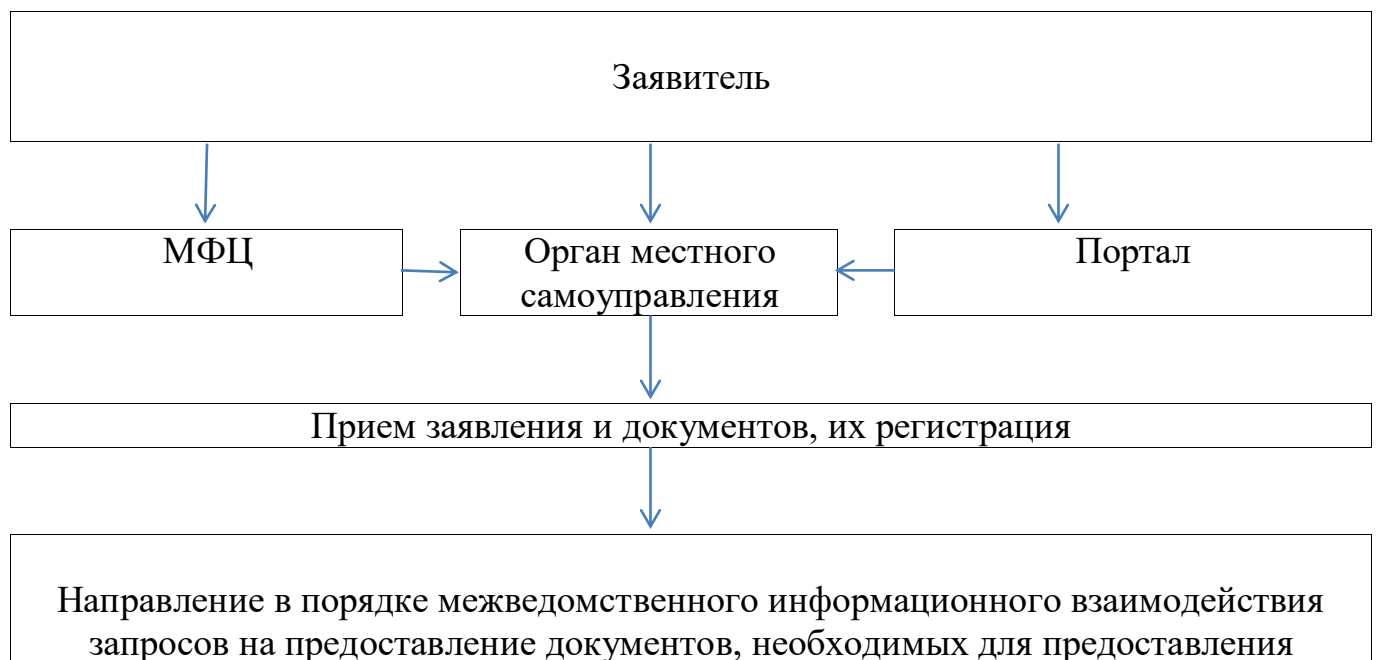 Заявитель
МФЦ
Орган местного
самоуправления
Портал
Прием заявления и документов, их регистрация
Направление в порядке межведомственного информационного взаимодействия
запросов на предоставление документов, необходимых для предоставления